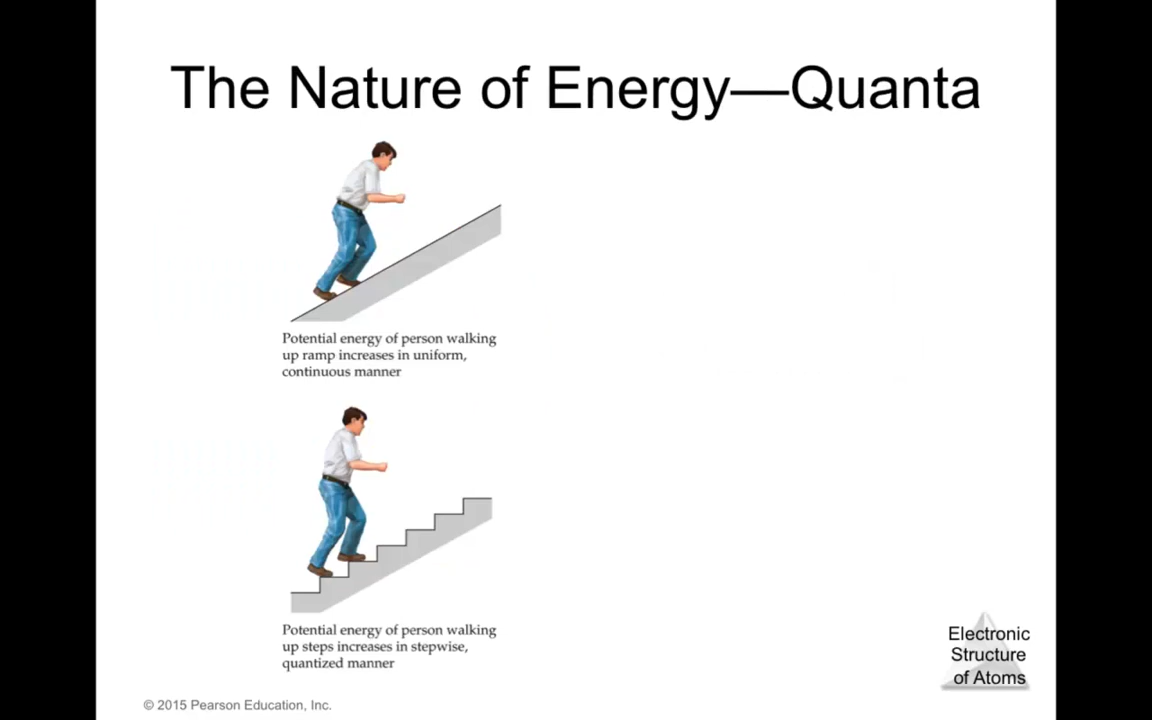 The Nature of Energy—Quanta
Potential energy of person walking
up ramp increases in uniform,
continuous manner
Potential energy of person walking
up steps increases in stepwise,
quantized manner
Electronic
Structure
of Atoms
© 2015 Pearson Education, Inc.